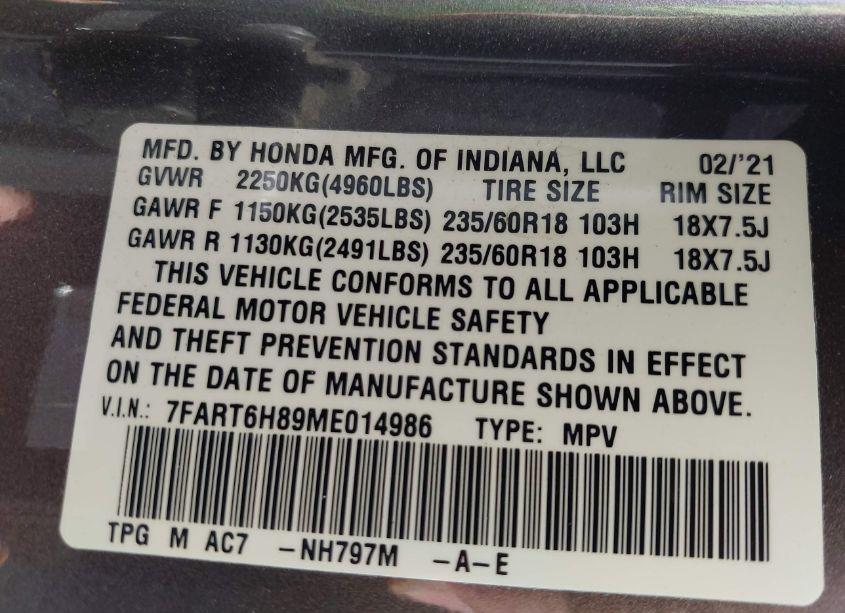 MFD. BY HONDA MFG. OF INDIANA, LLC 02/'21
GVWR 2250KG(4960LBS) TIRE SIZE RIM SIZE
GAWR F 1150KG(2535LBS) 235/60R18 103H 18X7.5J
GAWR R 1130KG(2491LBS) 235/60R18 103H 18X7.5J
THIS VEHICLE CONFORMS TO ALL APPLICABLE
FEDERAL MOTOR VEHICLE SAFETY
AND THEFT PREVENTION STANDARDS IN EFFECT
ON THE DATE OF MANUFACTURE SHOWN ABOVE.
V.I.N.: 7FART6H89ME014986 TYPE: MPV
TPG M AC7 -NH797M -A-E